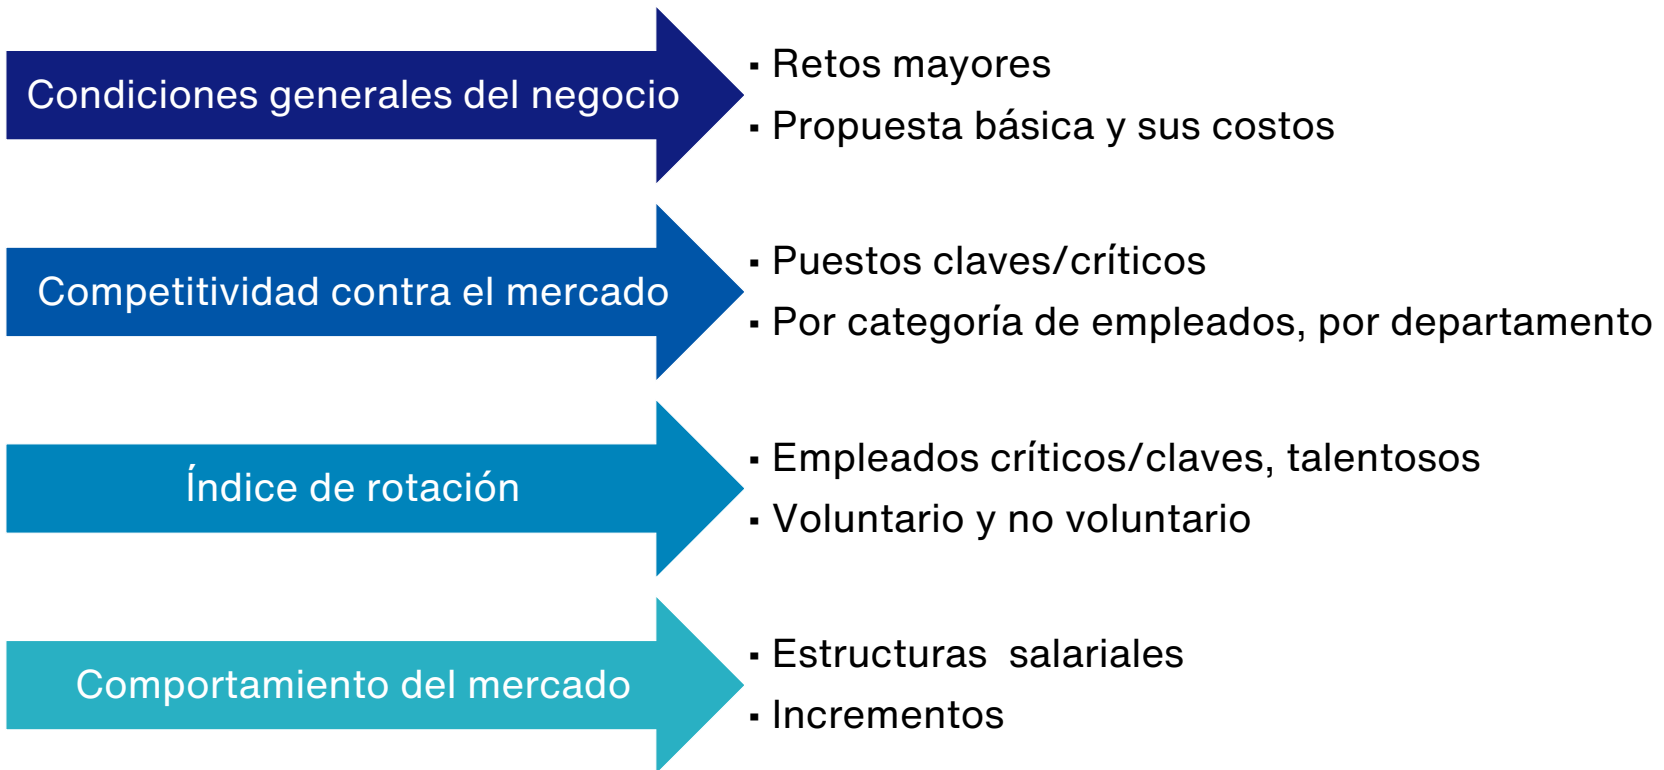 Condiciones generales del negocio
▪ Retos mayores
▪ Propuesta básica y sus costos
Competitividad contra el mercado
▪ Puestos claves/críticos
▪ Por categoría de empleados, por departamento
Índice de rotación
▪ Empleados críticos/claves, talentosos
▪ Voluntario y no voluntario
Comportamiento del mercado
▪ Estructuras  salariales
▪ Incrementos